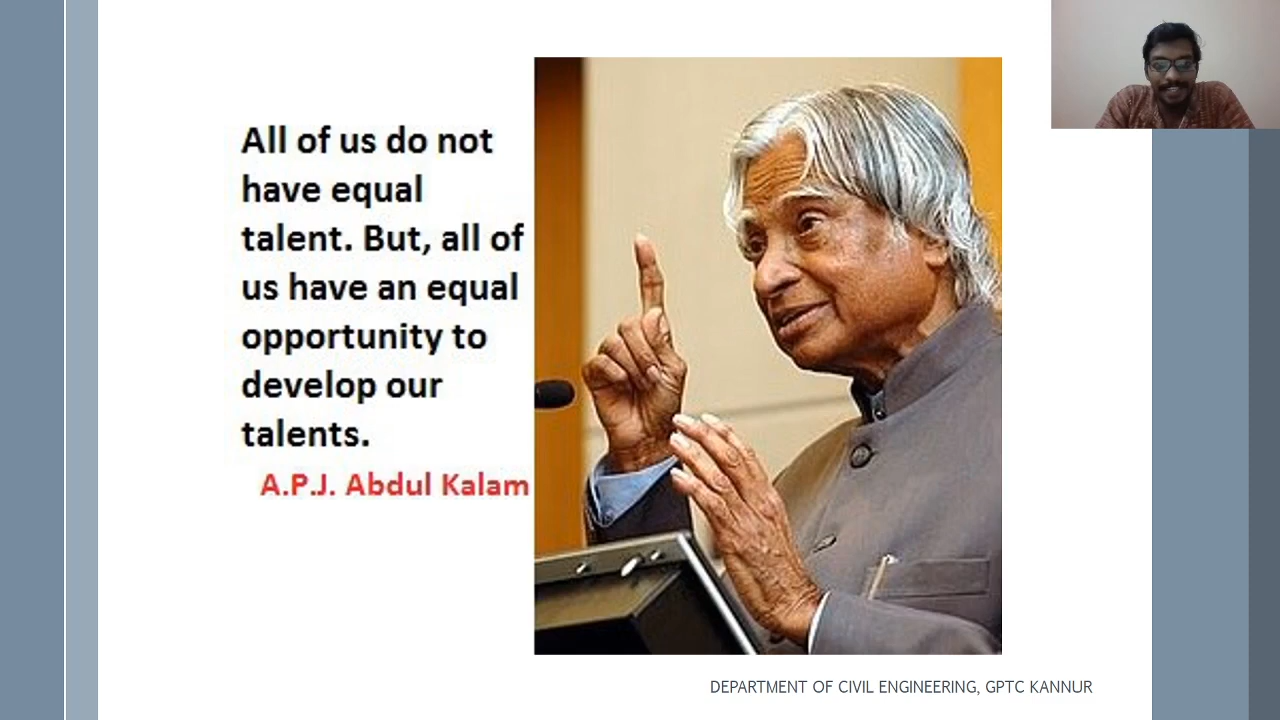 All of us do not
have equal
talent. But, all of
us have an equal
opportunity to
develop our
talents.
A.P.J. Abdul Kalam
DEPARTMENT OF CIVIL ENGINEERING, GPTC KANNUR